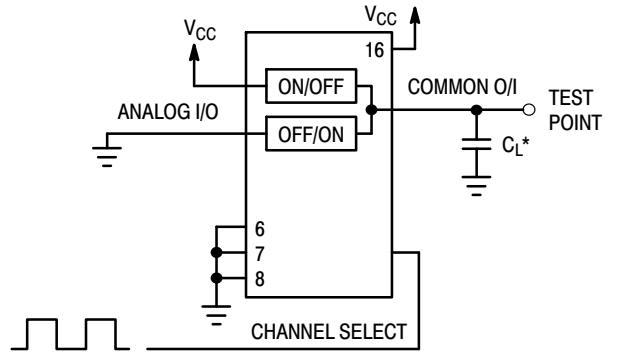 VCC
VCC
16
ON/OFF
COMMON O/I
ANALOG I/O
OFF/ON
TEST
POINT
CL*
6
7
8
CHANNEL SELECT